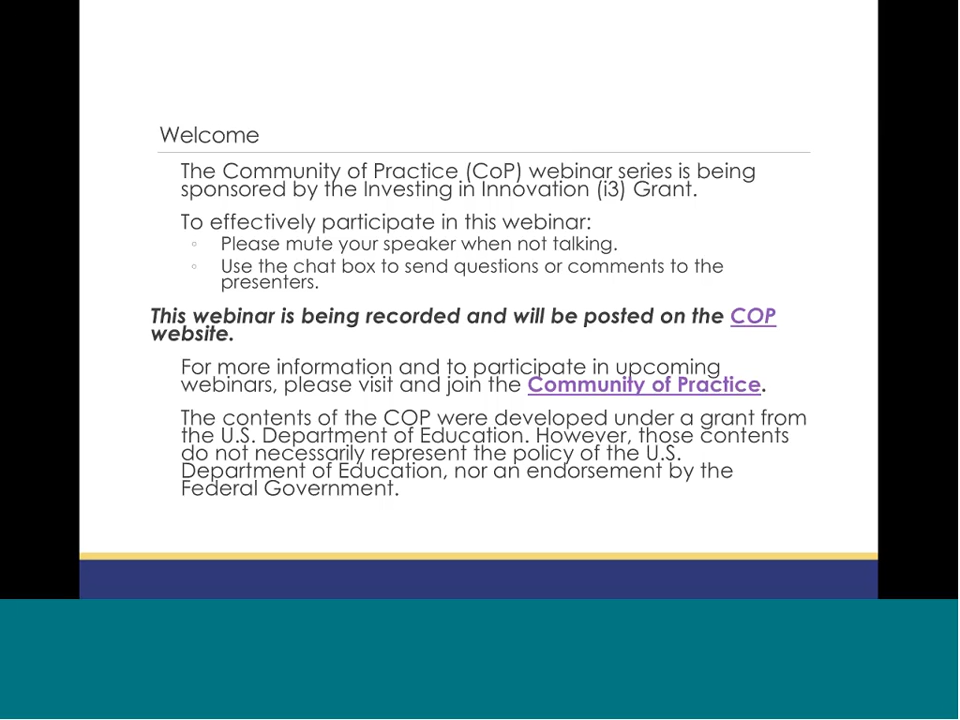 Welcome
The Community of Practice (CoP) webinar series is being
sponsored by the Investing in Innovation (i3) Grant.
To effectively participate in this webinar:
◦ Please mute your speaker when not talking.
◦ Use the chat box to send questions or comments to the
presenters.
This webinar is being recorded and will be posted on the COP
website.
For more information and to participate in upcoming
webinars, please visit and join the Community of Practice.
The contents of the COP were developed under a grant from
the U.S. Department of Education. However, those contents
do not necessarily represent the policy of the U.S.
Department of Education, nor an endorsement by the
Federal Government.